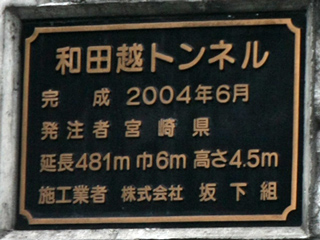 和田越トンネル
完 成 2004年6月
発注者 宮崎県
延長481m 巾6m 高さ4.5m
施工業者 株式会社 坂下組